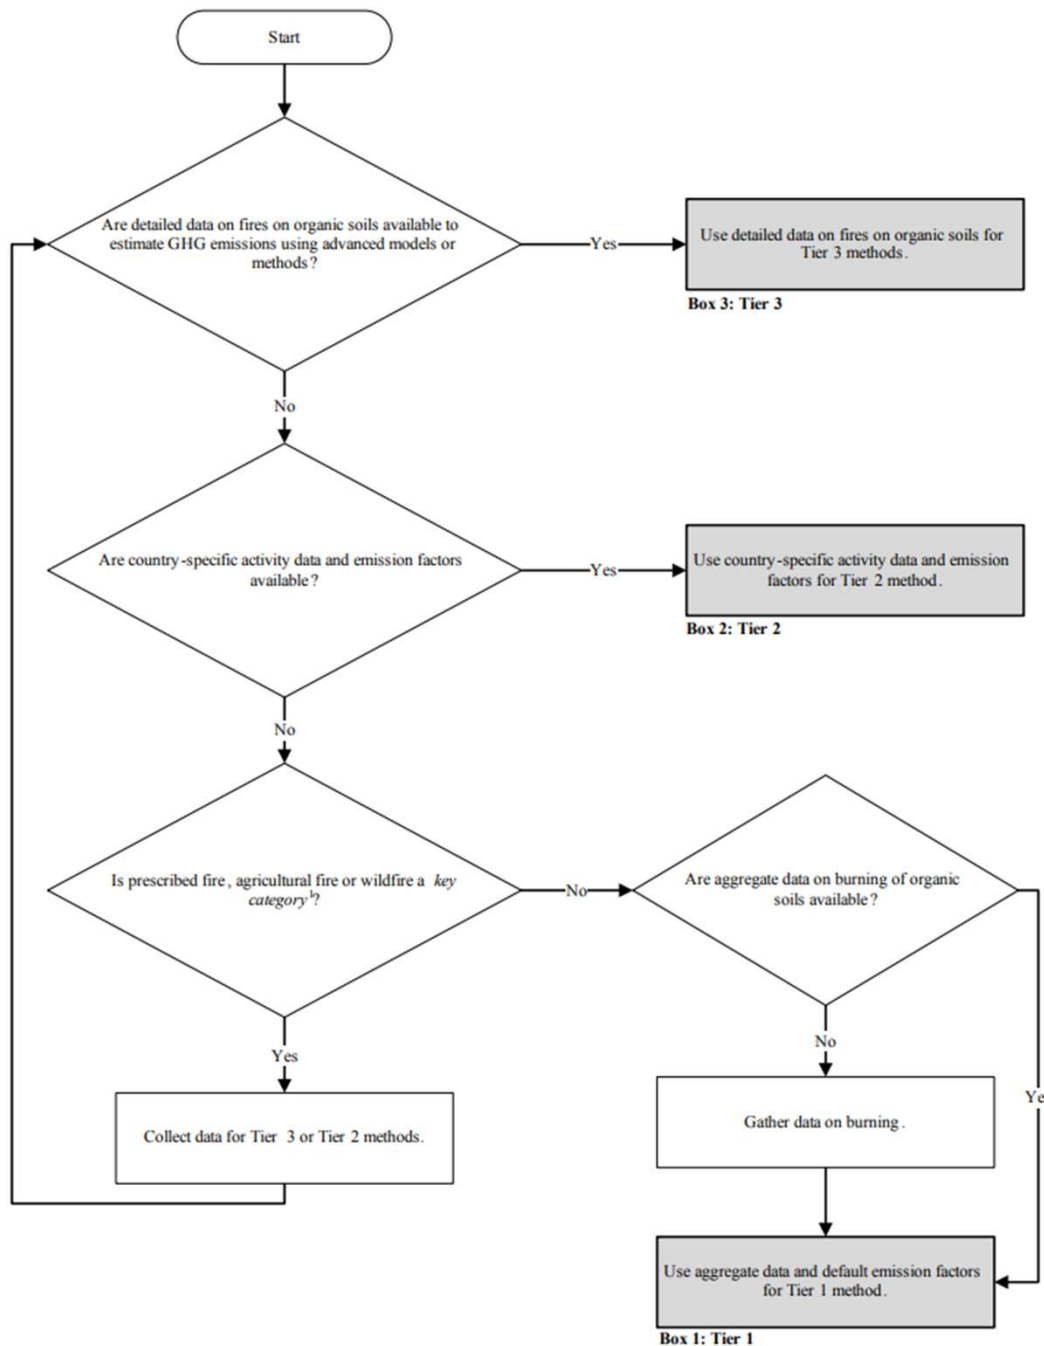 Start
Are detailed data on fires on organic soils available to
estimate GHG emissions using advanced models or
methods?
Yes
Use detailed data on fires on organic soils for
Tier 3 methods.
Box 3: Tier 3
No
Are country-specific activity data and emission factors
available?
Yes
Use country-specific activity data and emission
factors for Tier 2 method.
Box 2: Tier 2
No
Is prescribed fire, agricultural fire or wildfire a key
category¹?
No
Are aggregate data on burning of organic
soils available?
Yes
No
Ye
Collect data for Tier 3 or Tier 2 methods.
Gather data on burning.
Use aggregate data and default emission factors
for Tier 1 method.
Box 1: Tier 1